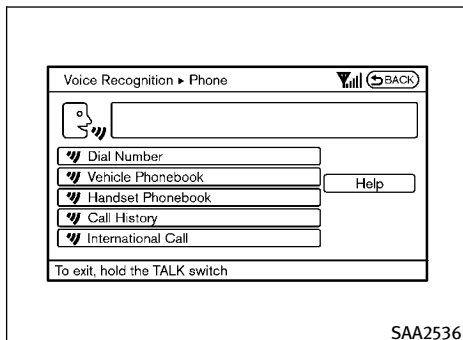 Voice Recognition ▸ Phone BACK
Dial Number
Vehicle Phonebook
Help
Handset Phonebook
Call History
International Call
To exit, hold the TALK switch
SAA2536